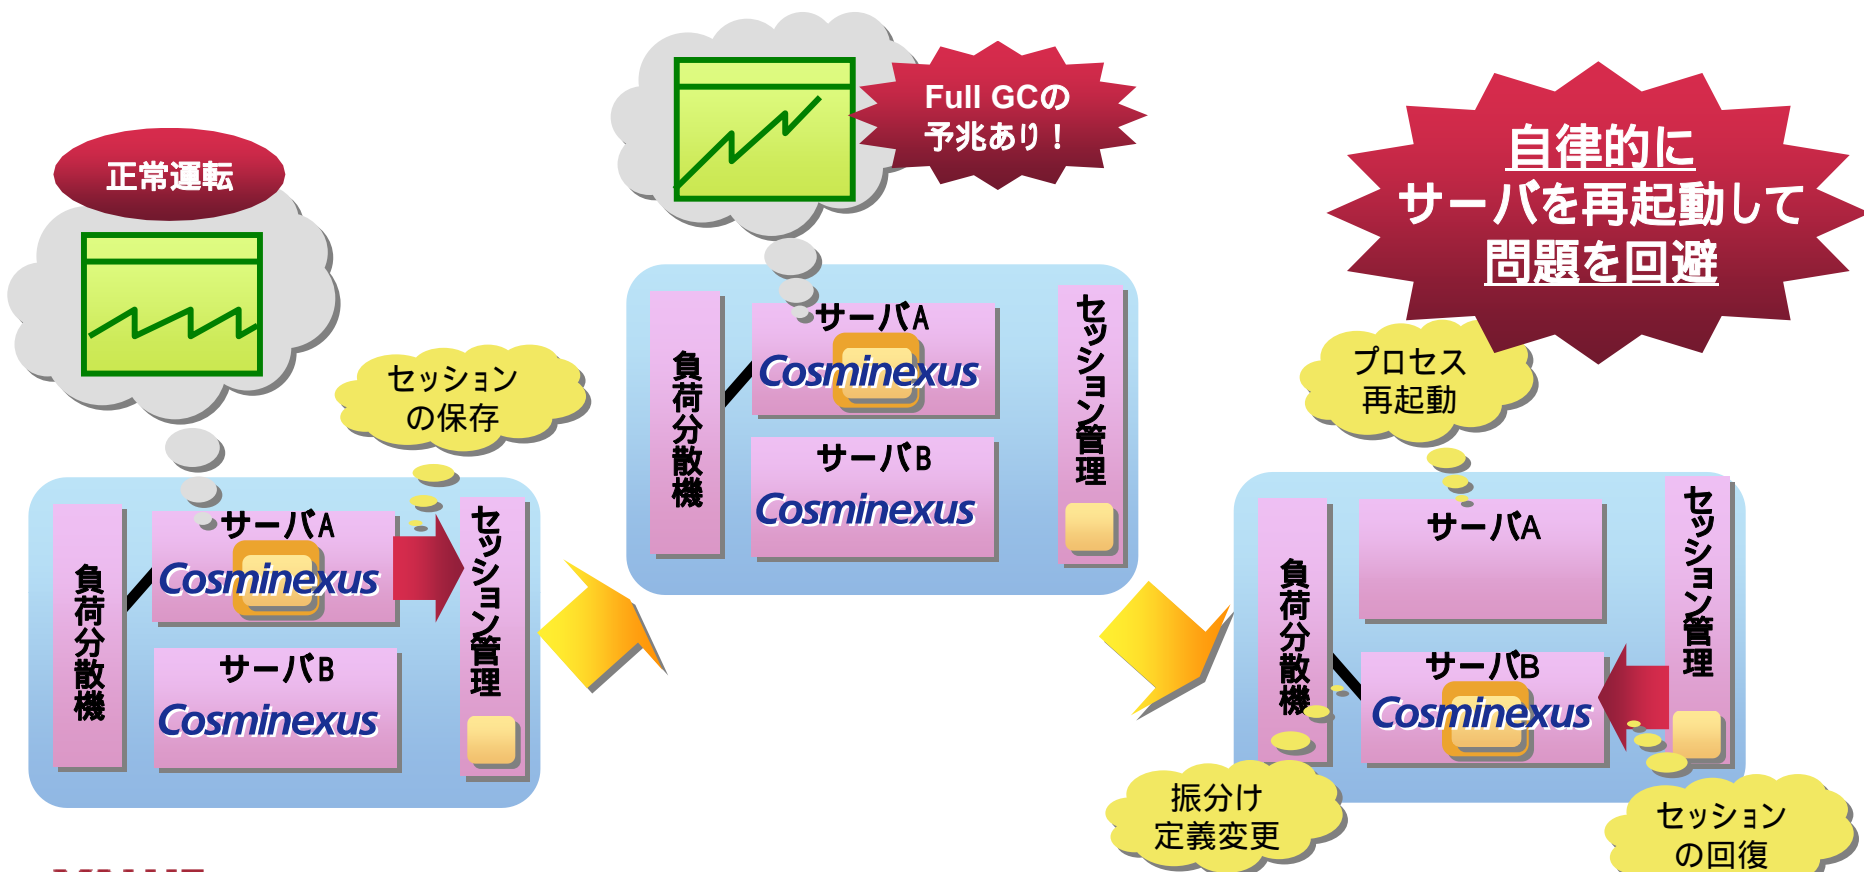 正常運転
セッション
の保存
負荷分散機
サーバA
Cosminexus
サーバB
Cosminexus
セッション管理
Full GCの
予兆あり！
負荷分散機
サーバA
Cosminexus
サーバB
Cosminexus
セッション管理
自律的に
サーバを再起動して
問題を回避
プロセス
再起動
負荷分散機
サーバA
サーバB
Cosminexus
セッション管理
振分け
定義変更
セッション
の回復